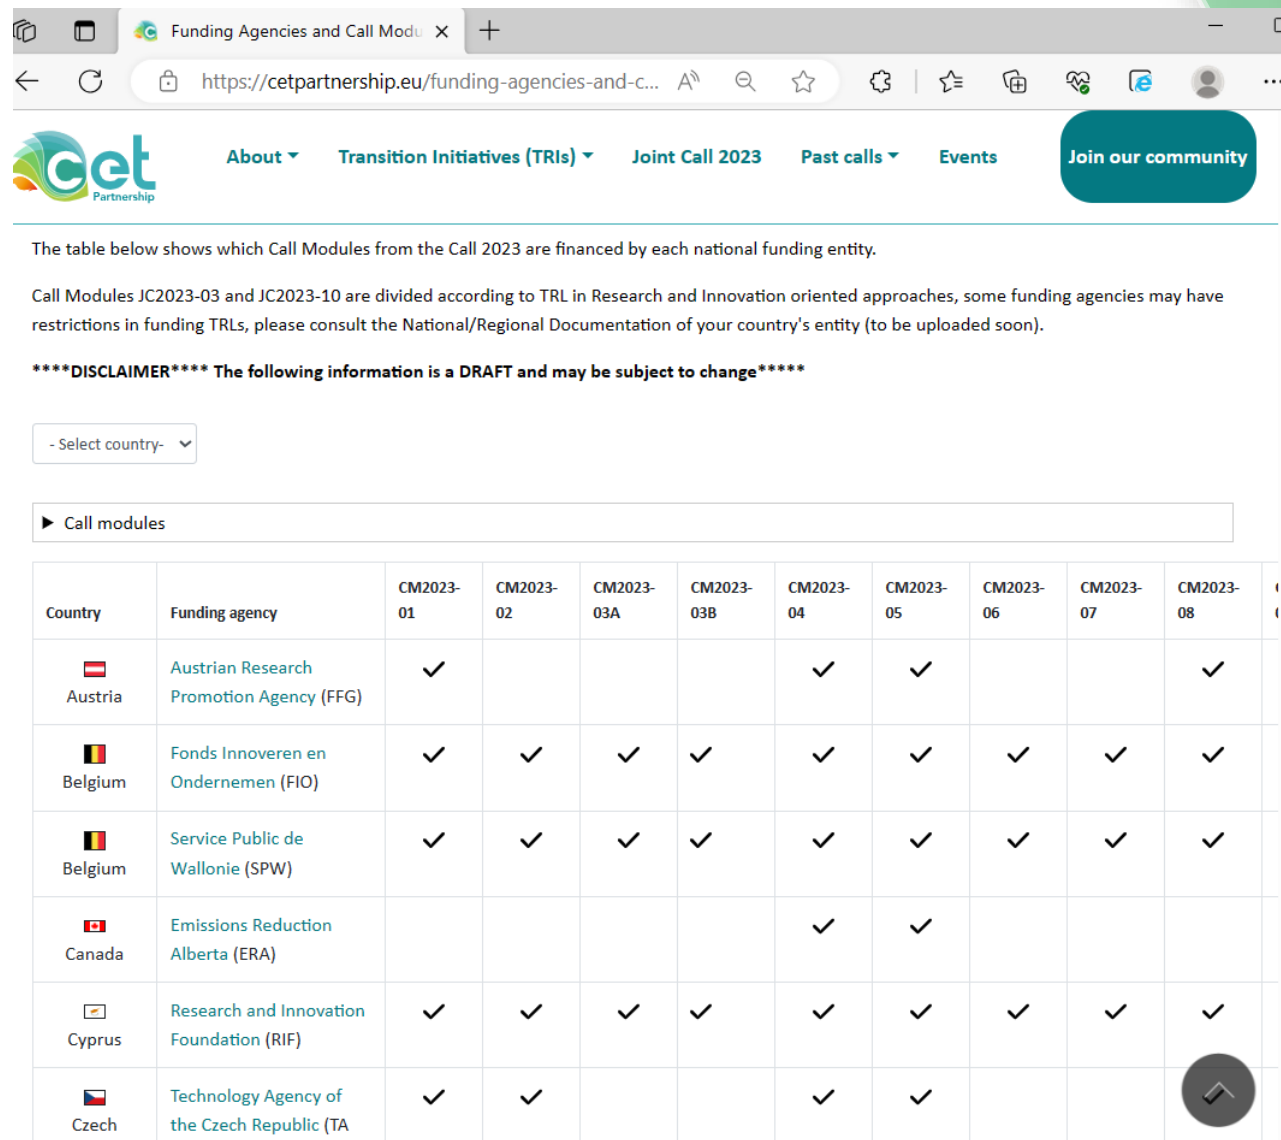 Funding Agencies and Call Modu
https://cetpartnership.eu/funding-agencies-and-c...
cet
Partnership
About
Transition Initiatives (TRIs)
Joint Call 2023
Past calls
Events
Join our community
The table below shows which Call Modules from the Call 2023 are financed by each national funding entity.
Call Modules JC2023-03 and JC2023-10 are divided according to TRL in Research and Innovation oriented approaches, some funding agencies may have
restrictions in funding TRLs, please consult the National/Regional Documentation of your country's entity (to be uploaded soon).
****DISCLAIMER**** The following information is a DRAFT and may be subject to change*****
- Select country-
Call modules
Country
Funding agency
CM2023-
01
CM2023-
02
CM2023-
03A
CM2023-
03B
CM2023-
04
CM2023-
05
CM2023-
06
CM2023-
07
CM2023-
08
Austria
Austrian Research
Promotion Agency (FFG)
Belgium
Fonds Innoveren en
Ondernemen (FIO)
Belgium
Service Public de
Wallonie (SPW)
Canada
Emissions Reduction
Alberta (ERA)
Cyprus
Research and Innovation
Foundation (RIF)
Czech
Technology Agency of
the Czech Republic (TA